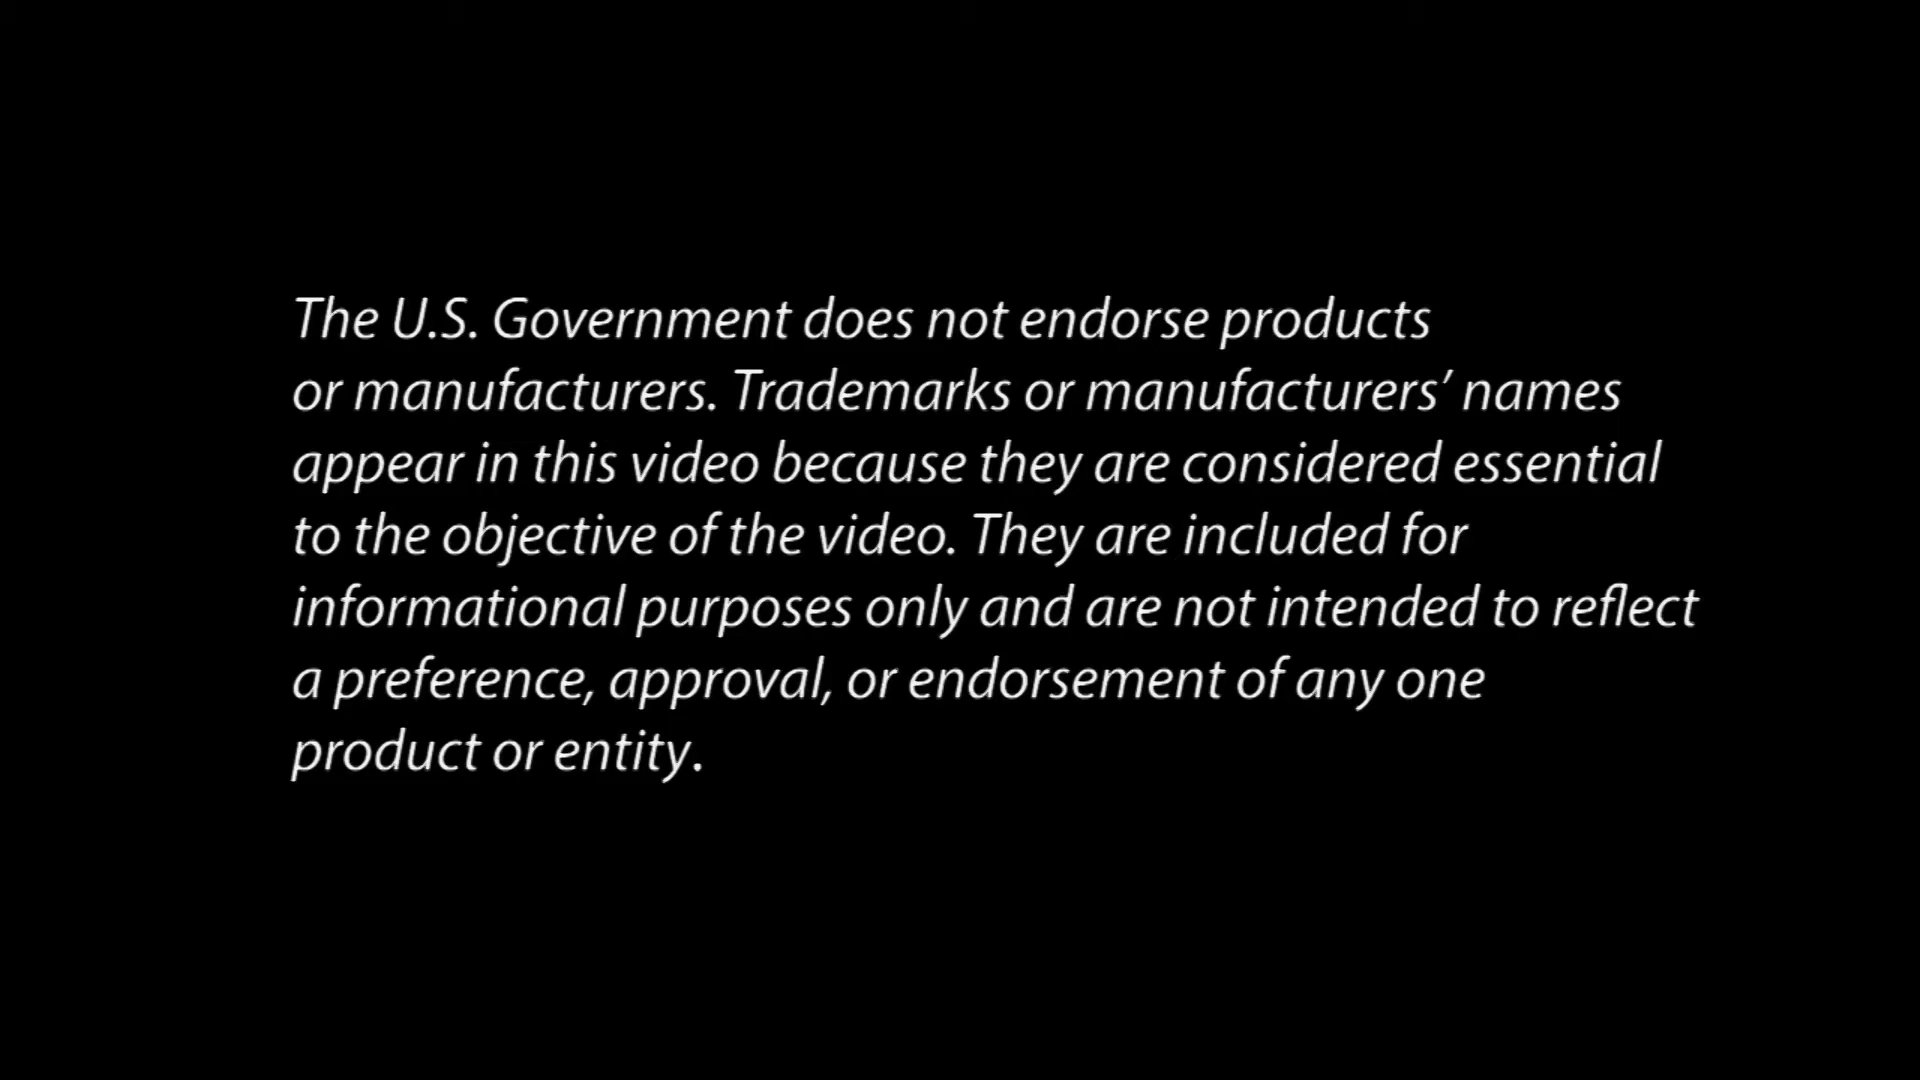 The U.S. Government does not endorse products
or manufacturers. Trademarks or manufacturers’ names
appear in this video because they are considered essential
to the objective of the video. They are included for
informational purposes only and are not intended to reflect
a preference, approval, or endorsement of any one
product or entity.